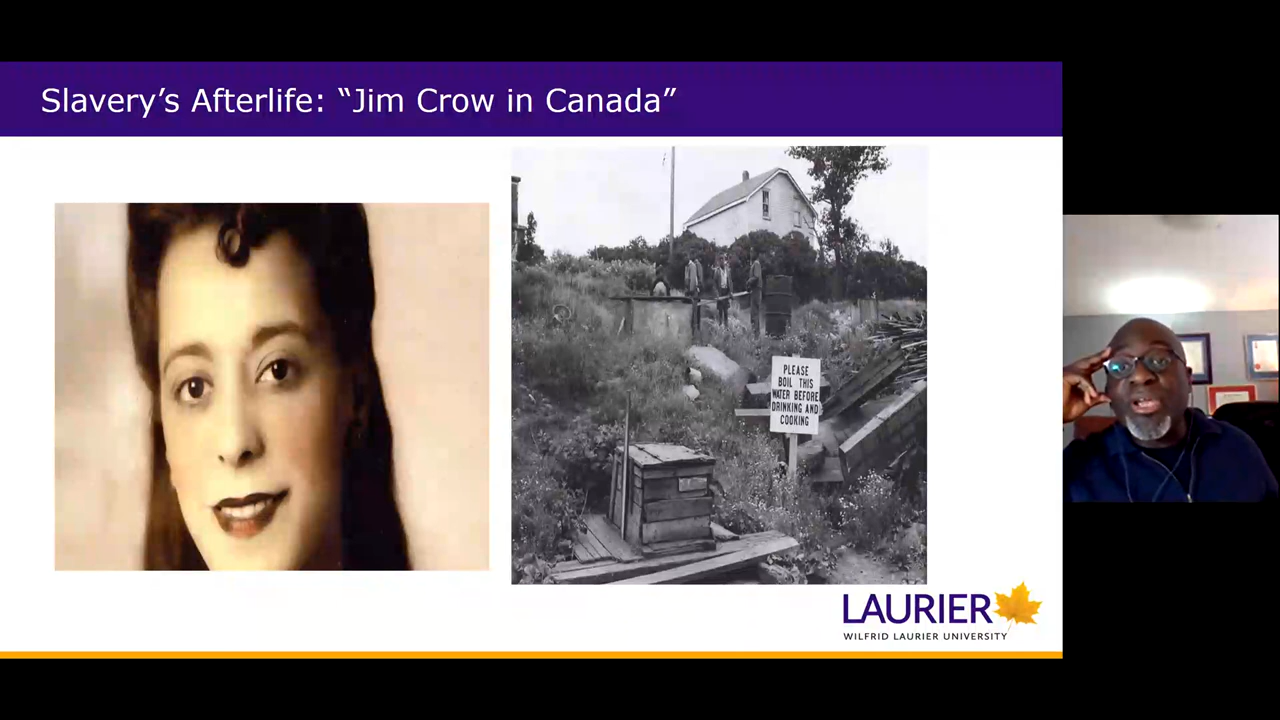 Slavery’s Afterlife: “Jim Crow in Canada”
PLEASE
BOIL THIS
WATER BEFORE
DRINKING AND
COOKING
LAURIER
WILFRID LAURIER UNIVERSITY